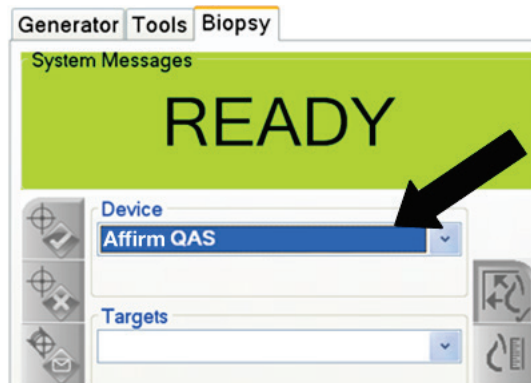 Generator Tools Biopsy
System Messages
READY
Device
Affirm QAS
Targets